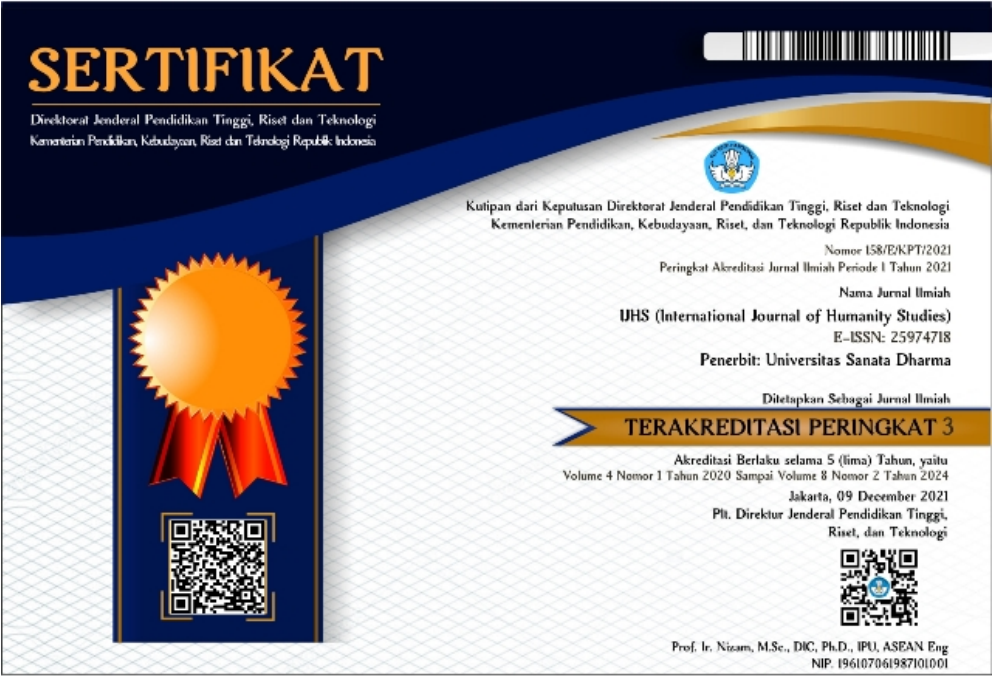 SERTIFIKAT
Direktorat Jenderal Pendidikan Tinggi, Riset dan Teknologi
Kementerian Pendidikan, Kebudayaan, Riset dan Teknologi Republik Indonesia
Kutipan dari Keputusan Direktorat Jenderal Pendidikan Tinggi, Riset dan Teknologi
Kementerian Pendidikan, Kebudayaan, Riset, dan Teknologi Republik Indonesia
Nomor 158/E/KPT/2021
Peringkat Akreditasi Jurnal Ilmiah Periode I Tahun 2021
Nama Jurnal Ilmiah
IJHS (International Journal of Humanity Studies)
E-ISSN: 25974718
Penerbit: Universitas Sanata Dharma
Ditetapkan Sebagai Jurnal Ilmiah
TERAKREDITASI PERINGKAT 3
Akreditasi Berlaku selama 5 (lima) Tahun, yaitu
Volume 4 Nomor 1 Tahun 2020 Sampai Volume 8 Nomor 2 Tahun 2024
Jakarta, 09 December 2021
Plt. Direktur Jenderal Pendidikan Tinggi,
Riset, dan Teknologi
Prof. Ir. Nizam, M.Sc., DIC, Ph.D., IPU, ASEAN Eng
NIP. 196107061987101001